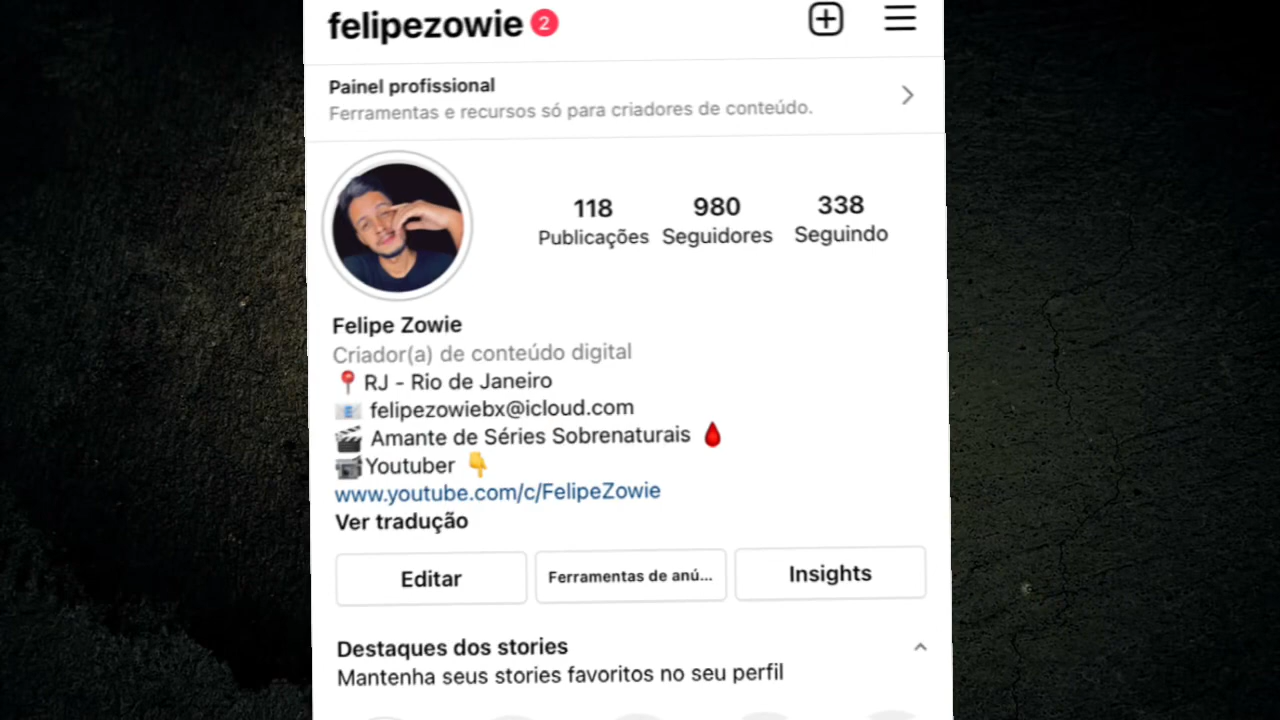 felipezowie 2
Painel profissional
Ferramentas e recursos só para criadores de conteúdo.
118 980 338
Publicações Seguidores Seguindo
Felipe Zowie
Criador(a) de conteúdo digital
📍 RJ - Rio de Janeiro
📧 felipezowiebx@icloud.com
🎬 Amante de Séries Sobrenaturais 🩸
📹Youtuber 👇
www.youtube.com/c/FelipeZowie
Ver tradução
Editar Ferramentas de anú... Insights
Destaques dos stories
Mantenha seus stories favoritos no seu perfil